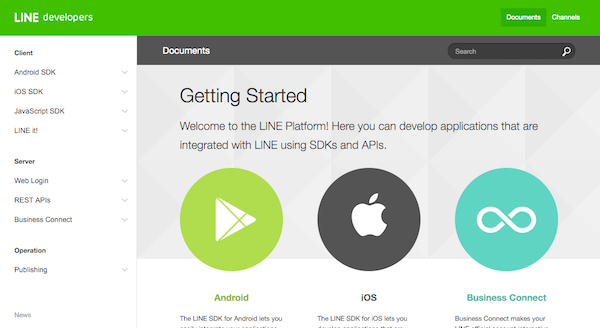 LINE developers
Documents
Channels
Client
Android SDK
iOS SDK
JavaScript SDK
LINE it!
Server
Web Login
REST APIs
Business Connect
Operation
Publishing
News
Documents
Search
Getting Started
Welcome to the LINE Platform! Here you can develop applications that are
integrated with LINE using SDKs and APIs.
Android
The LINE SDK for Android lets you
iOS
The LINE SDK for iOS lets you
Business Connect
Business Connect makes your